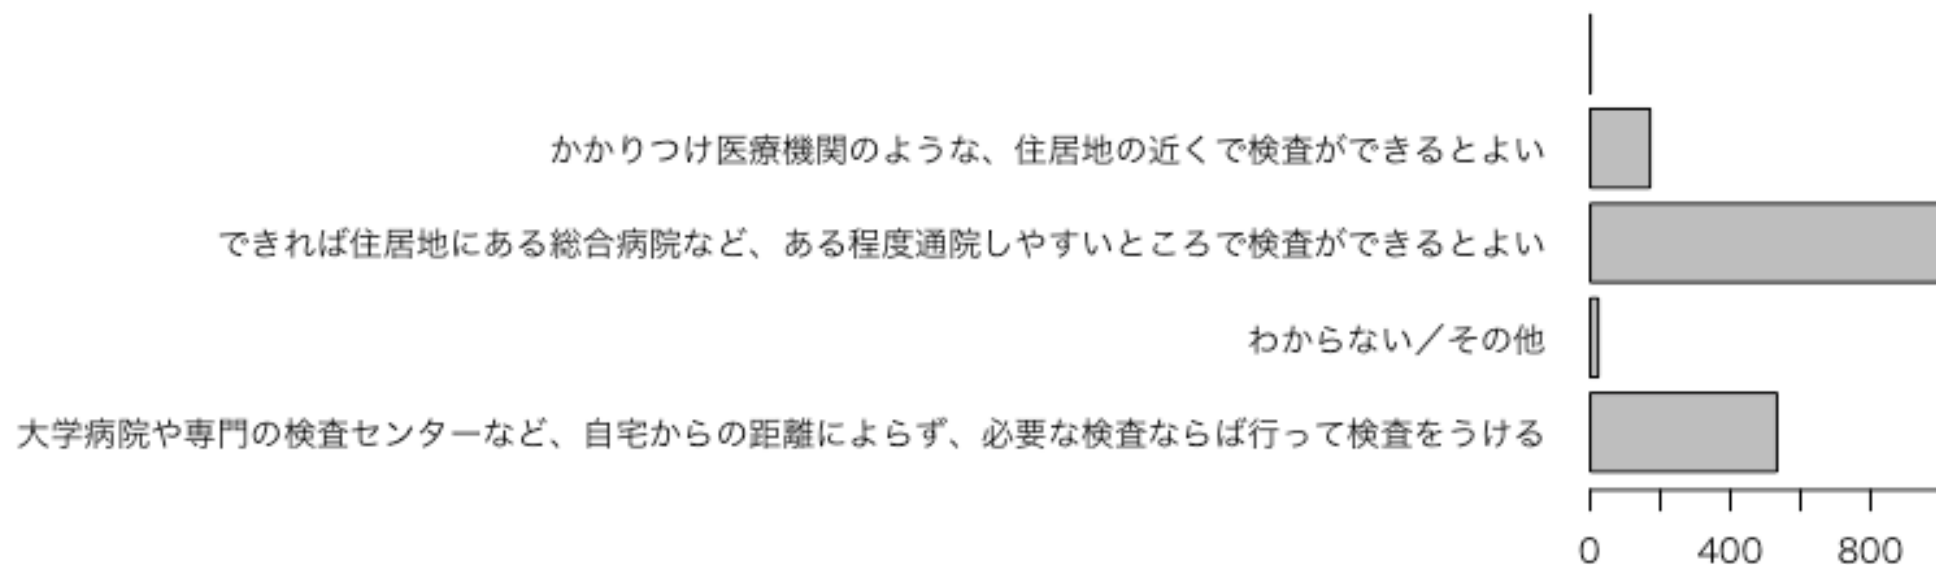 かかりつけ医療機関のような、住居地の近くで検査ができるとよい
できれば住居地にある総合病院など、ある程度通院しやすいところで検査ができるとよい
わからない／その他
大学病院や専門の検査センターなど、自宅からの距離によらず、必要な検査ならば行って検査をうける
0 400 800